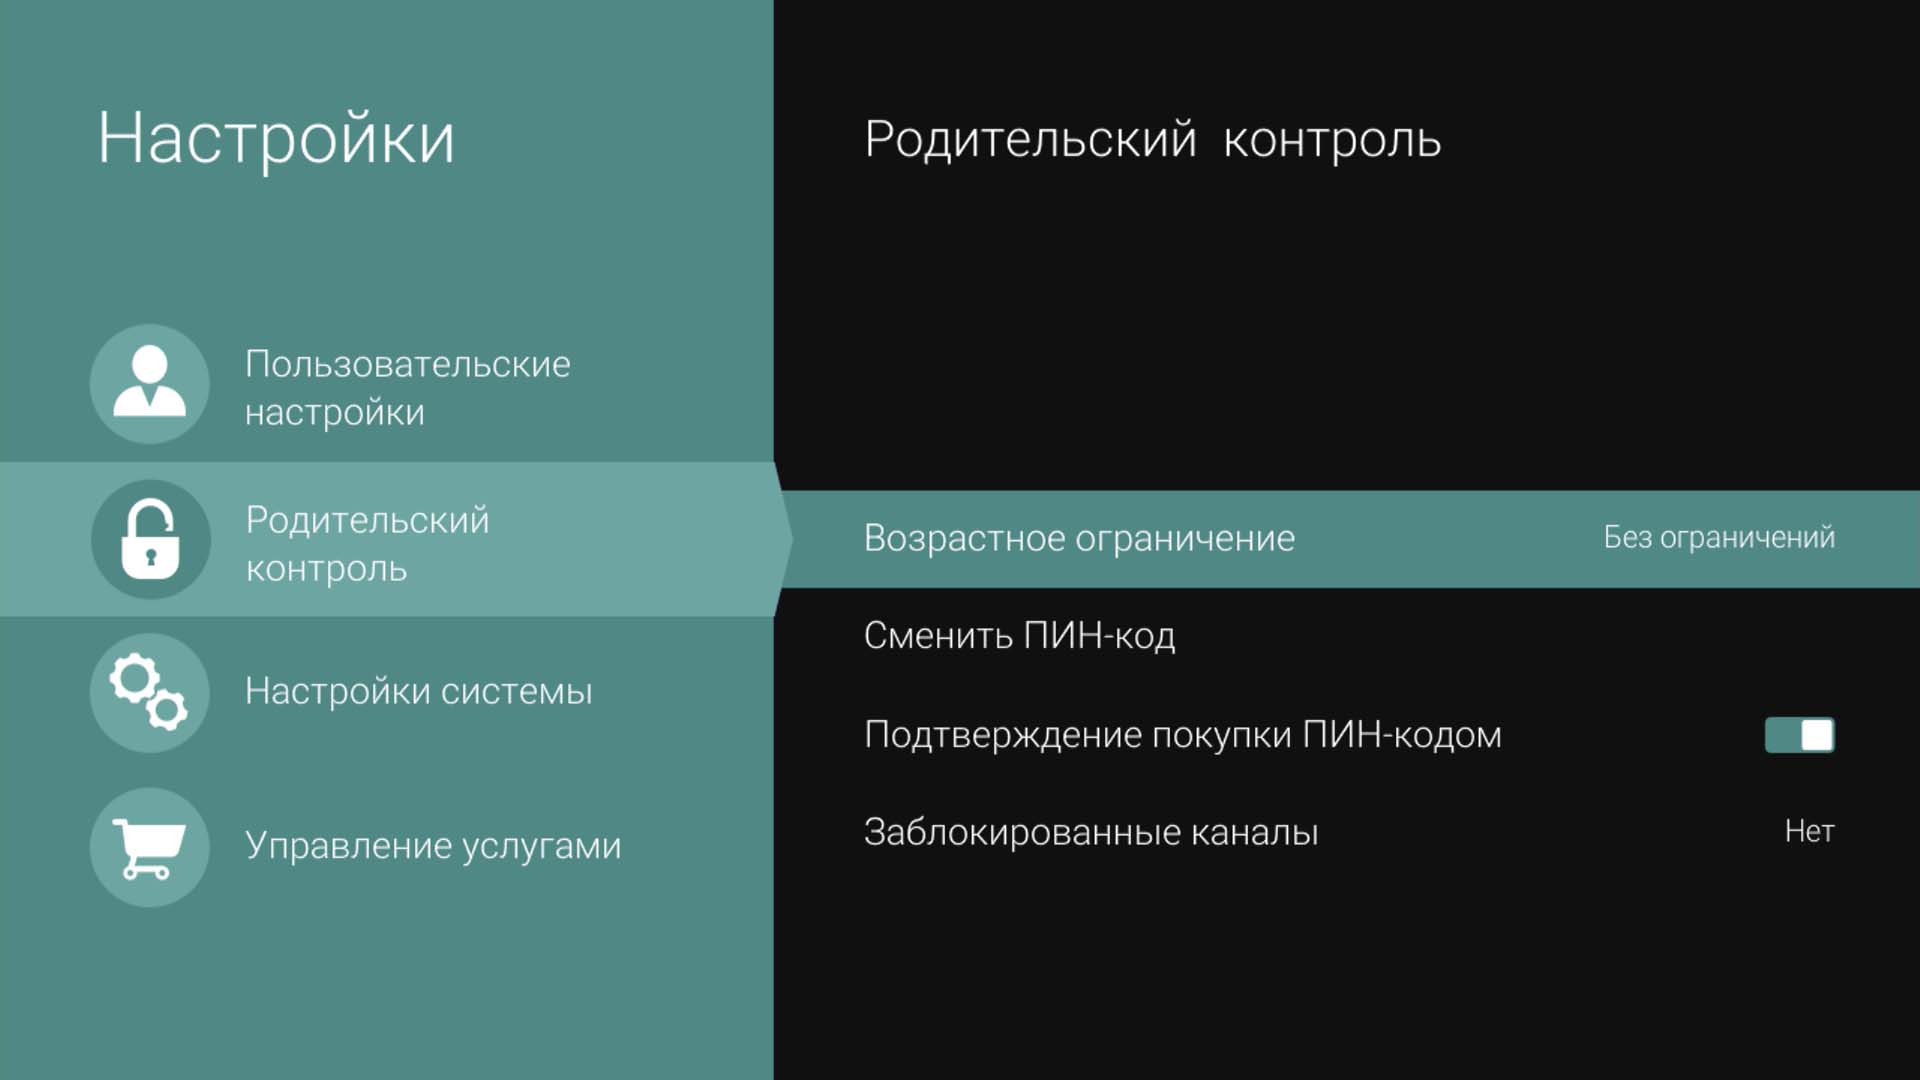 Настройки
Пользовательские
настройки
Родительский
контроль
Настройки системы
Управление услугами
Родительский контроль
Возрастное ограничение Без ограничений
Сменить ПИН-код
Подтверждение покупки ПИН-кодом
Заблокированные каналы Нет